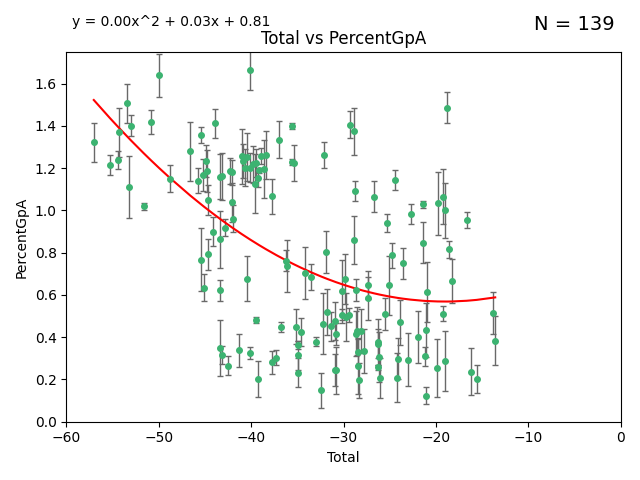 y = 0.00x^2 + 0.03x + 0.81
N = 139
Total vs PercentGpA
PercentGpA
1.6
1.4
1.2
1.0
0.8
0.6
0.4
0.2
0.0
−60 −50 −40 −30 −20 −10 0
Total